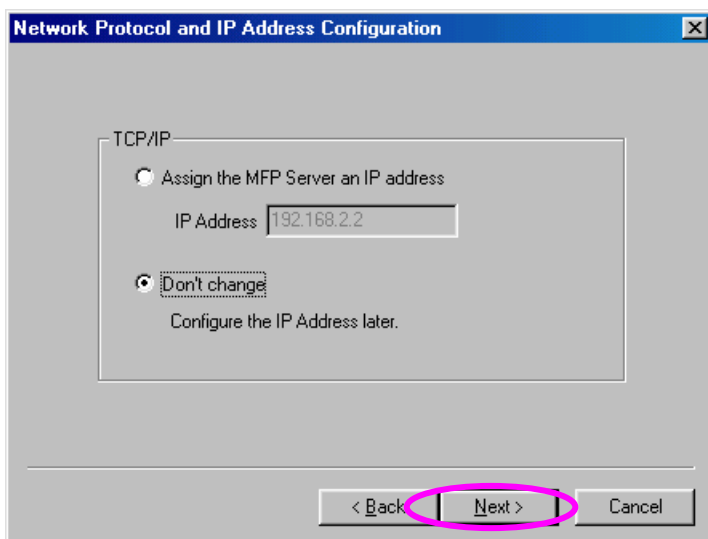 Network Protocol and IP Address Configuration
TCP/IP
Assign the MFP Server an IP address
IP Address 192.168.2.2
Don't change
Configure the IP Address later.
< Back Next > Cancel